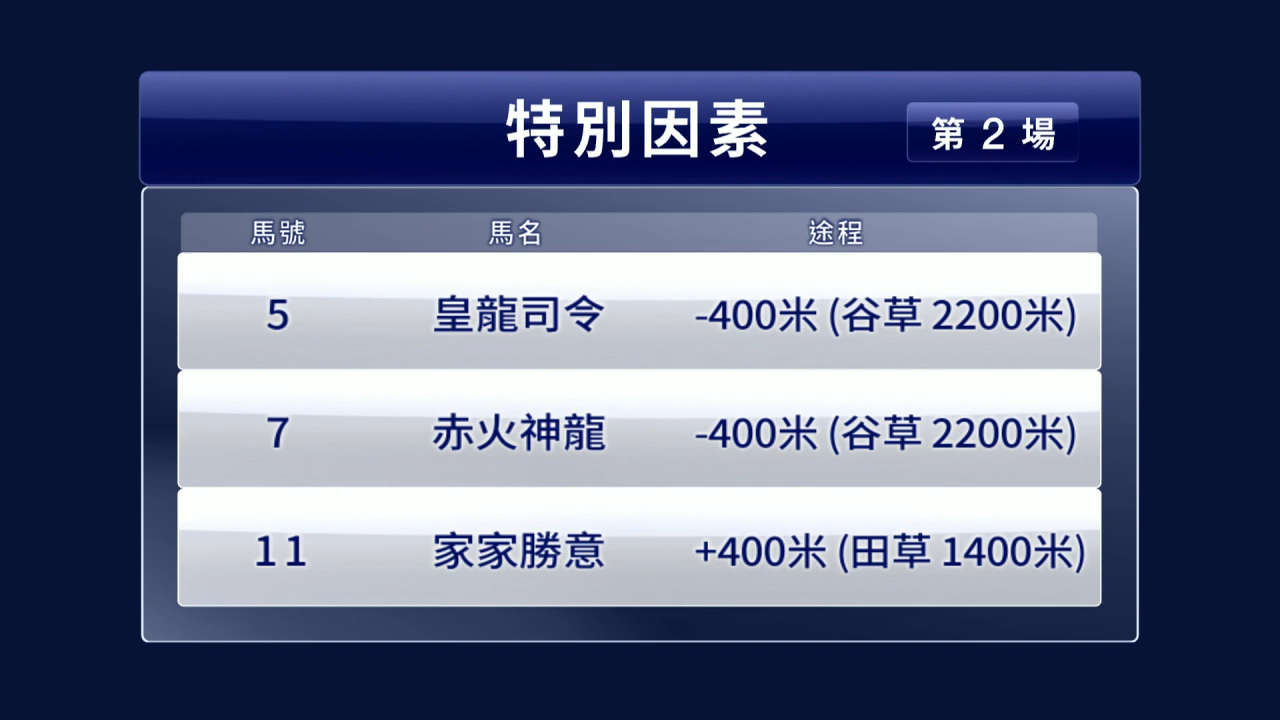 特別因素 第 2 場
馬號 馬名 途程
5 皇龍司令 -400米 (谷草 2200米)
7 赤火神龍 -400米 (谷草 2200米)
11 家家勝意 +400米 (田草 1400米)